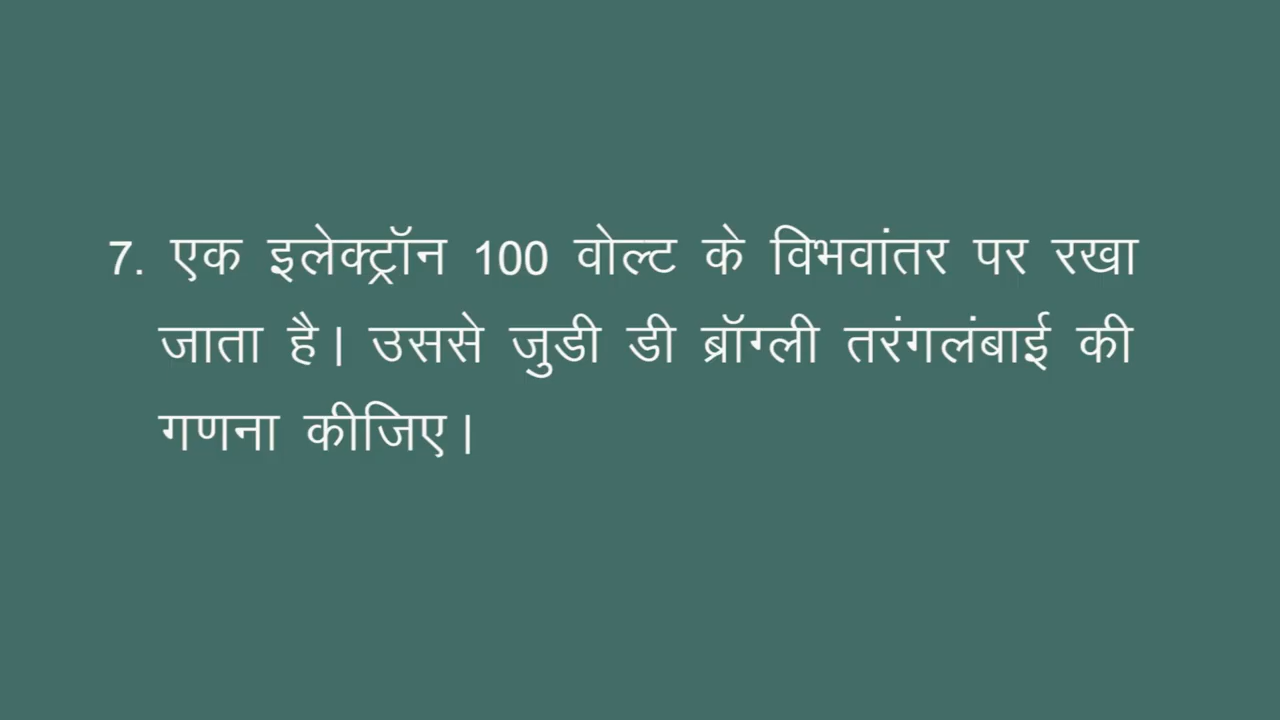 7. एक इलेक्ट्रॉन 100 वोल्ट के विभवांतर पर रखा
जाता है। उससे जुडी डी ब्रॉग्ली तरंगलंबाई की
गणना कीजिए।